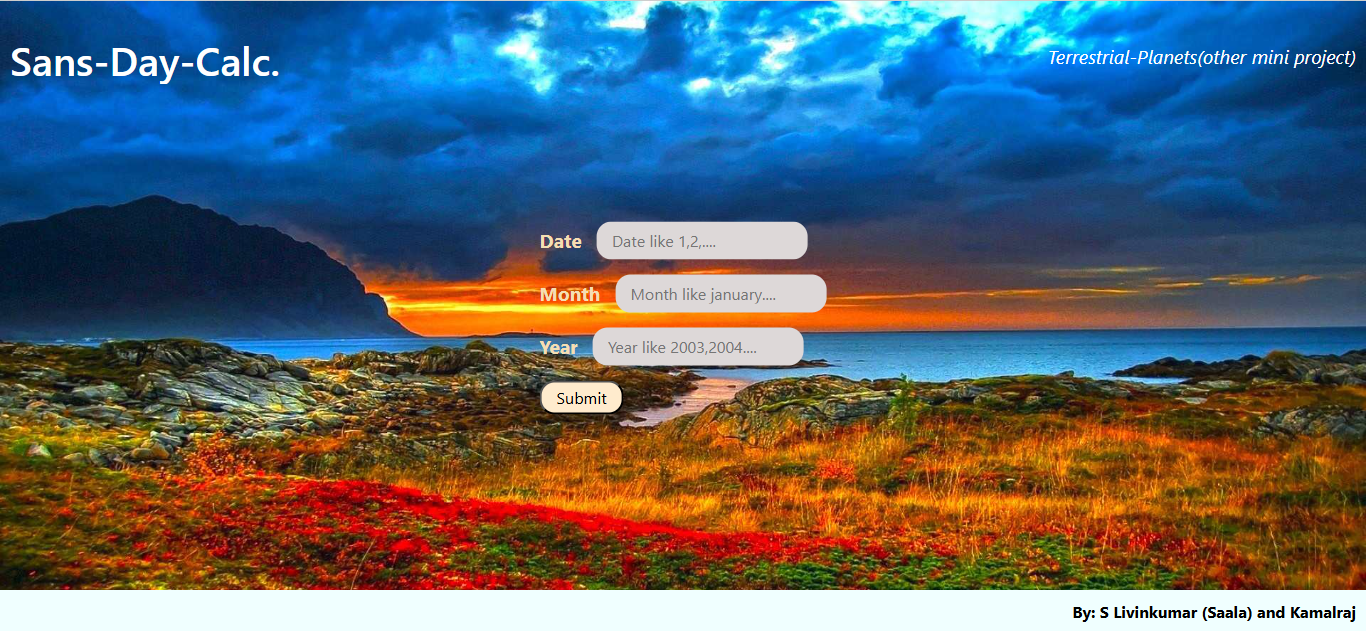 Sans-Day-Calc.
Terrestrial-Planets(other mini project)
Date Date like 1,2,....
Month Month like january....
Year Year like 2003,2004....
Submit
By: S Livinkumar (Saala) and Kamalraj